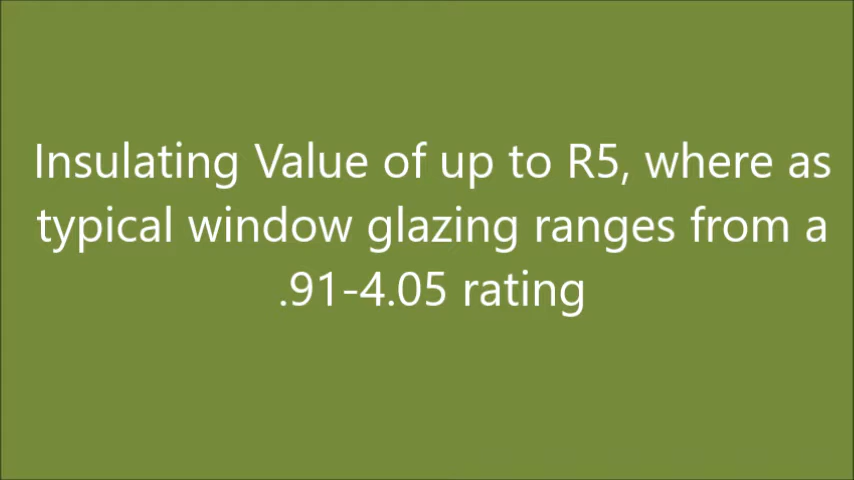 Insulating Value of up to R5, where as
typical window glazing ranges from a
.91-4.05 rating